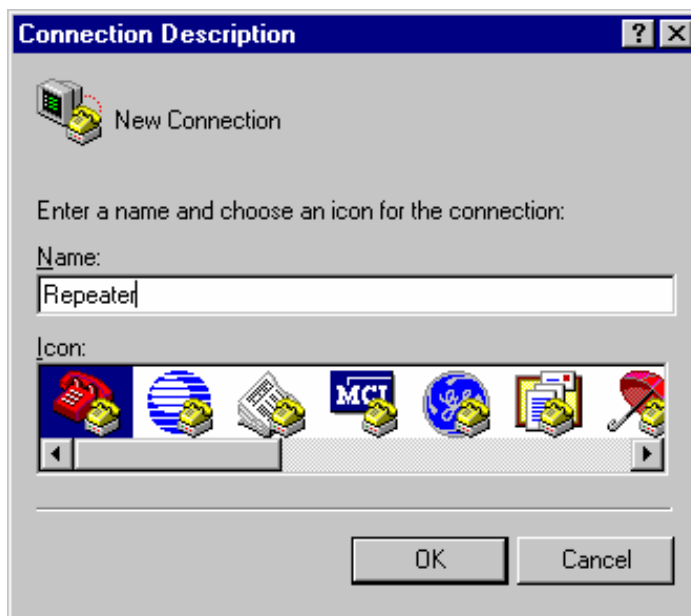 Connection Description
New Connection
Enter a name and choose an icon for the connection:
Name:
Repeater
Icon:
MCI
OK Cancel